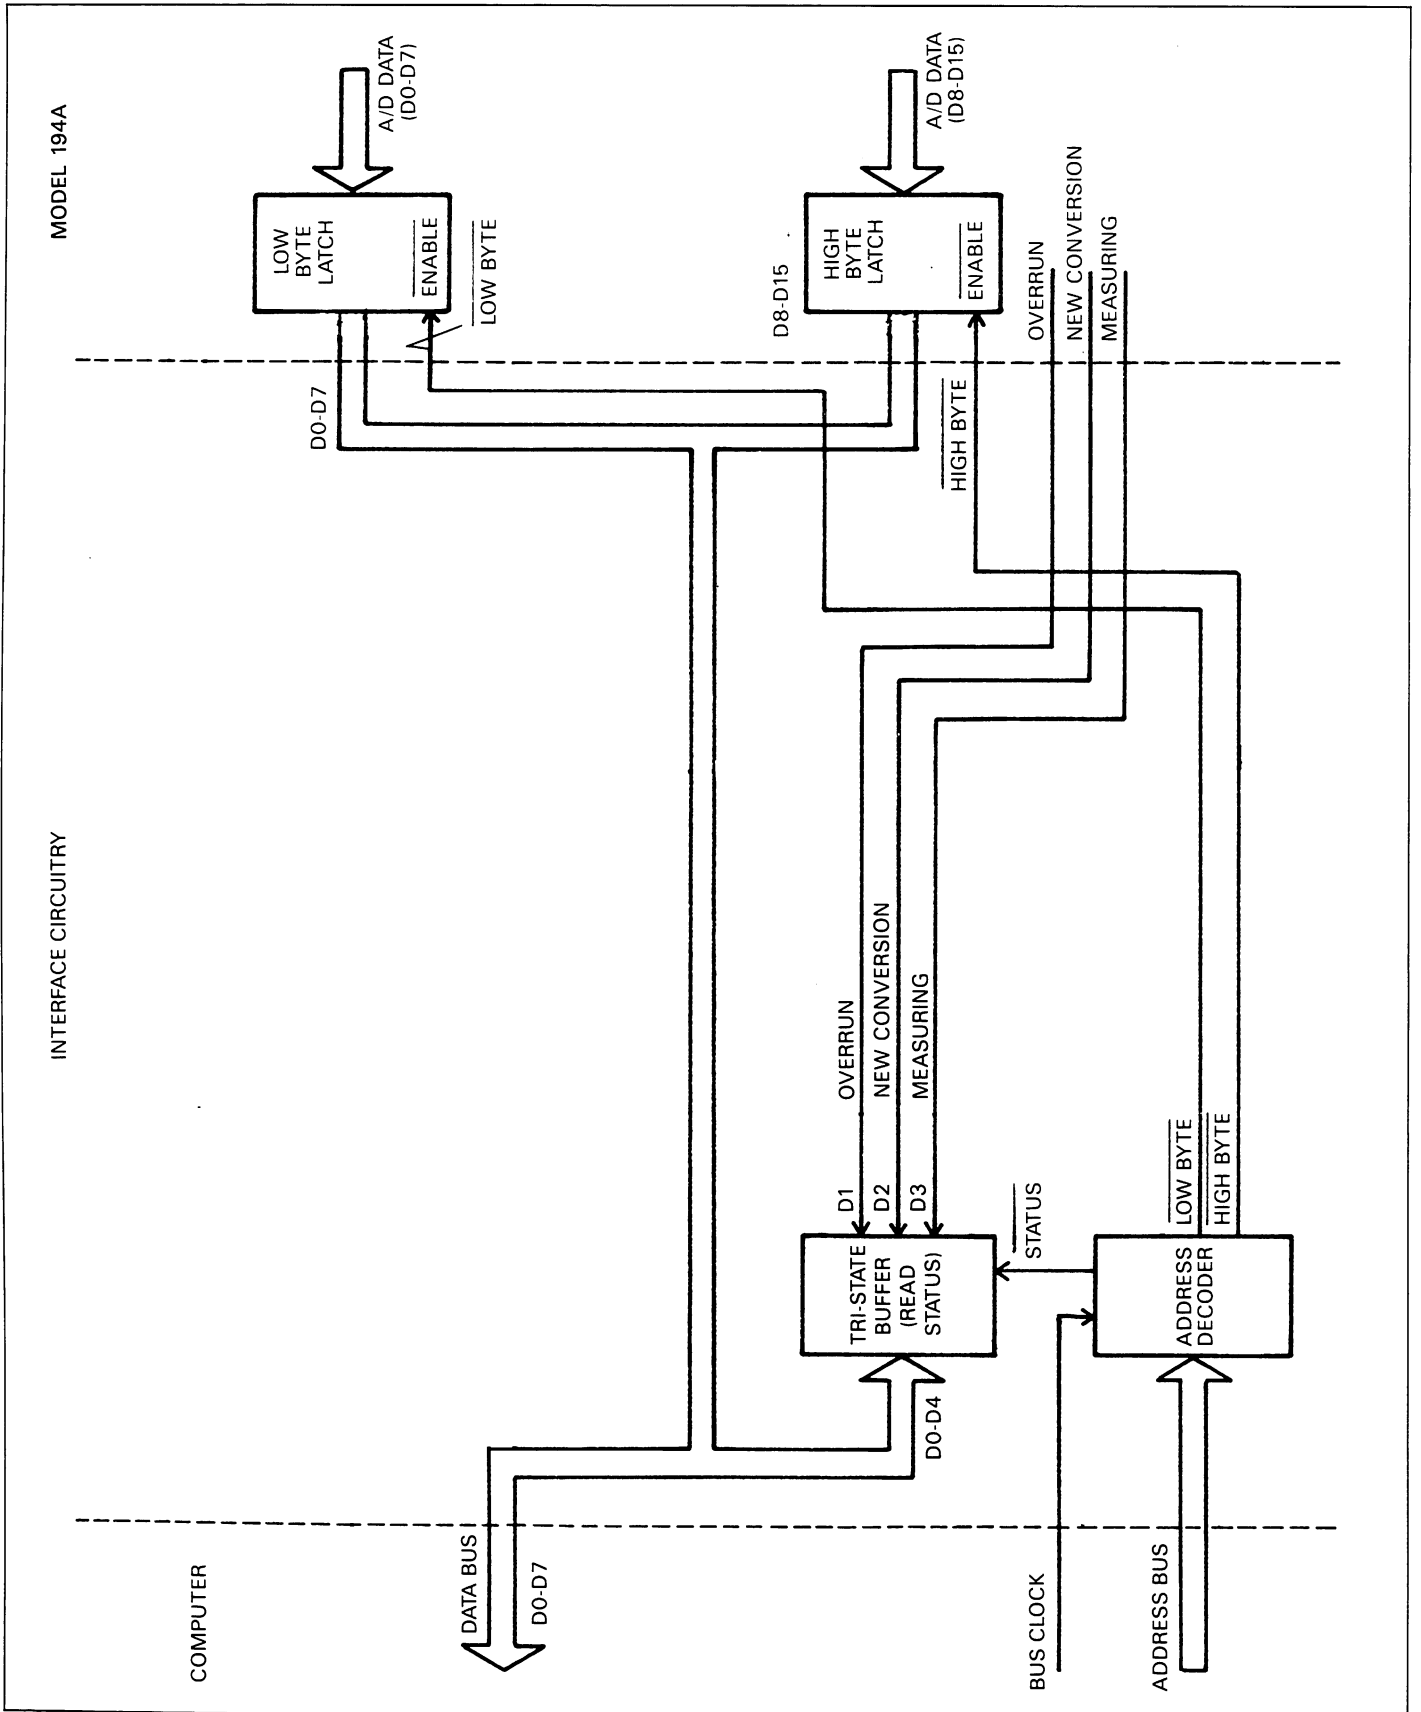 COMPUTER
INTERFACE CIRCUITRY
MODEL 194A
DATA BUS
D0-D7
D0-D7
LOW
BYTE
LATCH
ENABLE
LOW BYTE
A/D DATA
(D0-D7)
D8-D15
HIGH
BYTE
LATCH
ENABLE
A/D DATA
(D8-D15)
HIGH BYTE
OVERRUN
NEW CONVERSION
MEASURING
D0-D4
TRI-STATE
BUFFER
(READ
STATUS)
D1
OVERRUN
D2
NEW CONVERSION
D3
MEASURING
STATUS
BUS CLOCK
ADDRESS BUS
ADDRESS
DECODER
LOW BYTE
HIGH BYTE